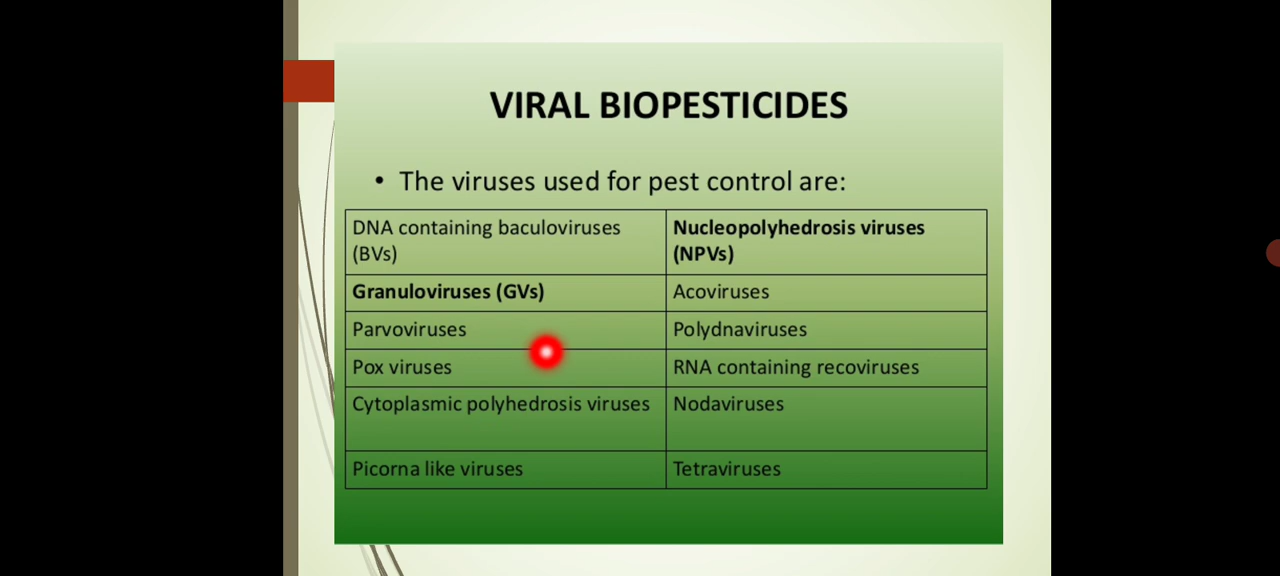 VIRAL BIOPESTICIDES
• The viruses used for pest control are:
DNA containing baculoviruses
(BVs)
Nucleopolyhedrosis viruses
(NPVs)
Granuloviruses (GVs)
Acoviruses
Parvoviruses
Polydnaviruses
Pox viruses
RNA containing recoviruses
Cytoplasmic polyhedrosis viruses
Nodaviruses
Picorna like viruses
Tetraviruses